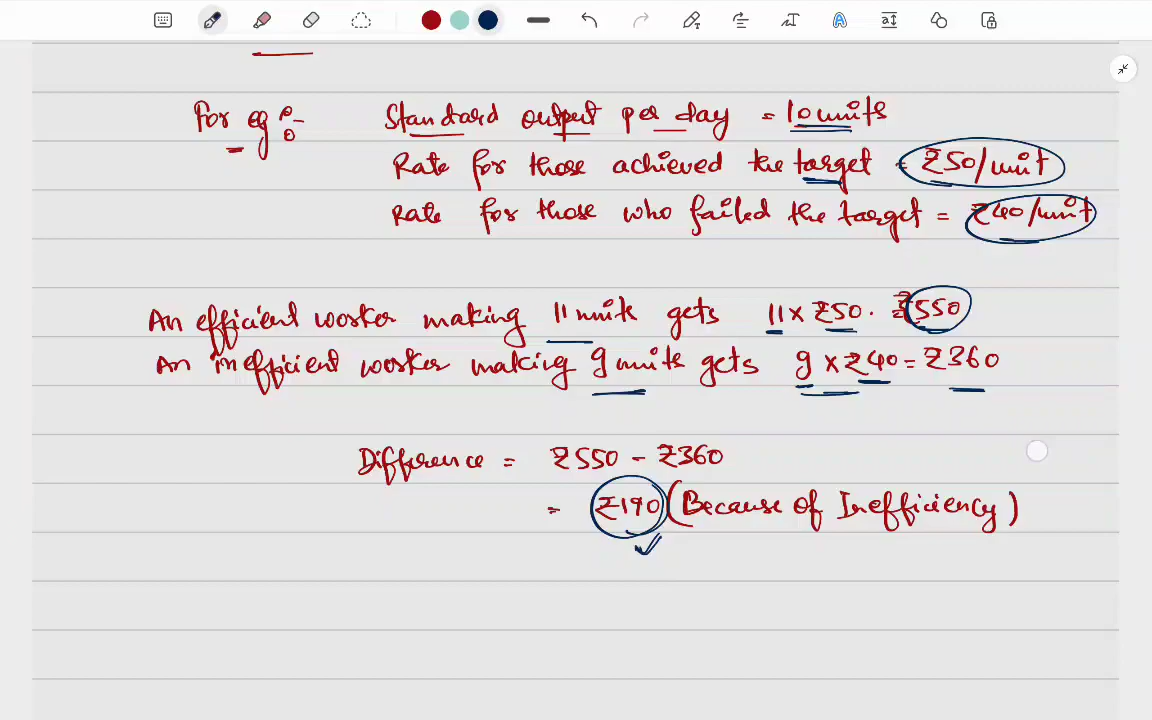 For eg :-
Standard output per day = 10 units
Rate for those achieved the target = ₹50/unit
Rate for those who failed the target = ₹40/unit
An efficient worker making 11 units gets 11 x ₹50 = ₹550
An inefficient worker making 9 units gets 9 x ₹40 = ₹360
Difference = ₹550 - ₹360
= ₹190 (Because of Inefficiency)